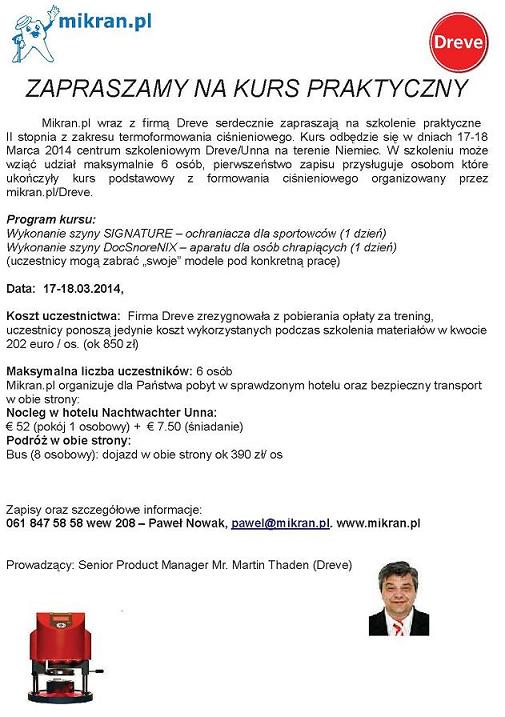 mikran.pl
Dreve
ZAPRASZAMY NA KURS PRAKTYCZNY
Mikran.pl wraz z firmą Dreve serdecznie zapraszają na szkolenie praktyczne
II stopnia z zakresu termoformowania ciśnieniowego. Kurs odbędzie się w dniach 17-18
Marca 2014 centrum szkoleniowym Dreve/Unna na terenie Niemiec. W szkoleniu może
wziąć udział maksymalnie 6 osób, pierwszeństwo zapisu przysługuje osobom które
ukończyły kurs podstawowy z formowania ciśnieniowego organizowany przez
mikran.pl/Dreve.
Program kursu:
Wykonanie szyny SIGNATURE – ochraniacza dla sportowców (1 dzień)
Wykonanie szyny DocSnoreNIX – aparatu dla osób chrapiących (1 dzień)
(uczestnicy mogą zabrać „swoje” modele pod konkretną pracę)
Data: 17-18.03.2014,
Koszt uczestnictwa: Firma Dreve zrezygnowała z pobierania opłaty za trening,
uczestnicy ponoszą jedynie koszt wykorzystanych podczas szkolenia materiałów w kwocie
202 euro / os. (ok 850 zł)
Maksymalna liczba uczestników: 6 osób
Mikran.pl organizuje dla Państwa pobyt w sprawdzonym hotelu oraz bezpieczny transport
w obie strony:
Nocleg w hotelu Nachtwachter Unna:
€ 52 (pokój 1 osobowy) + € 7.50 (śniadanie)
Podróż w obie strony:
Bus (8 osobowy): dojazd w obie strony ok 390 zł/ os
Zapisy oraz szczegółowe informacje:
061 847 58 58 wew 208 – Paweł Nowak, pawel@mikran.pl. www.mikran.pl
Prowadzący: Senior Product Manager Mr. Martin Thaden (Dreve)